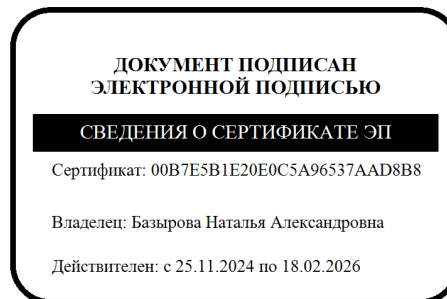 ДОКУМЕНТ ПОДПИСАН
ЭЛЕКТРОННОЙ ПОДПИСЬЮ
СВЕДЕНИЯ О СЕРТИФИКАТЕ ЭП
Сертификат: 00B7E5B1E20E0C5A96537AAD8B8
Владелец: Базырова Наталья Александровна
Действителен: с 25.11.2024 по 18.02.2026